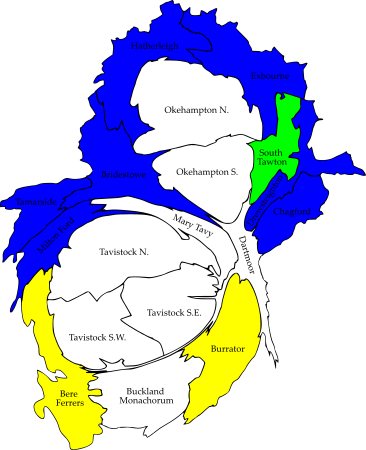 Hatherleigh
Exbourne
Okehampton N.
South
Tawton
Okehampton S.
Bridestowe
Tamarside
Chagford
Milton Ford
Mary Tavy
Dartmoor
Tavistock N.
Tavistock S.E.
Tavistock S.W.
Burrator
Bere
Ferrers
Buckland
Monachorum